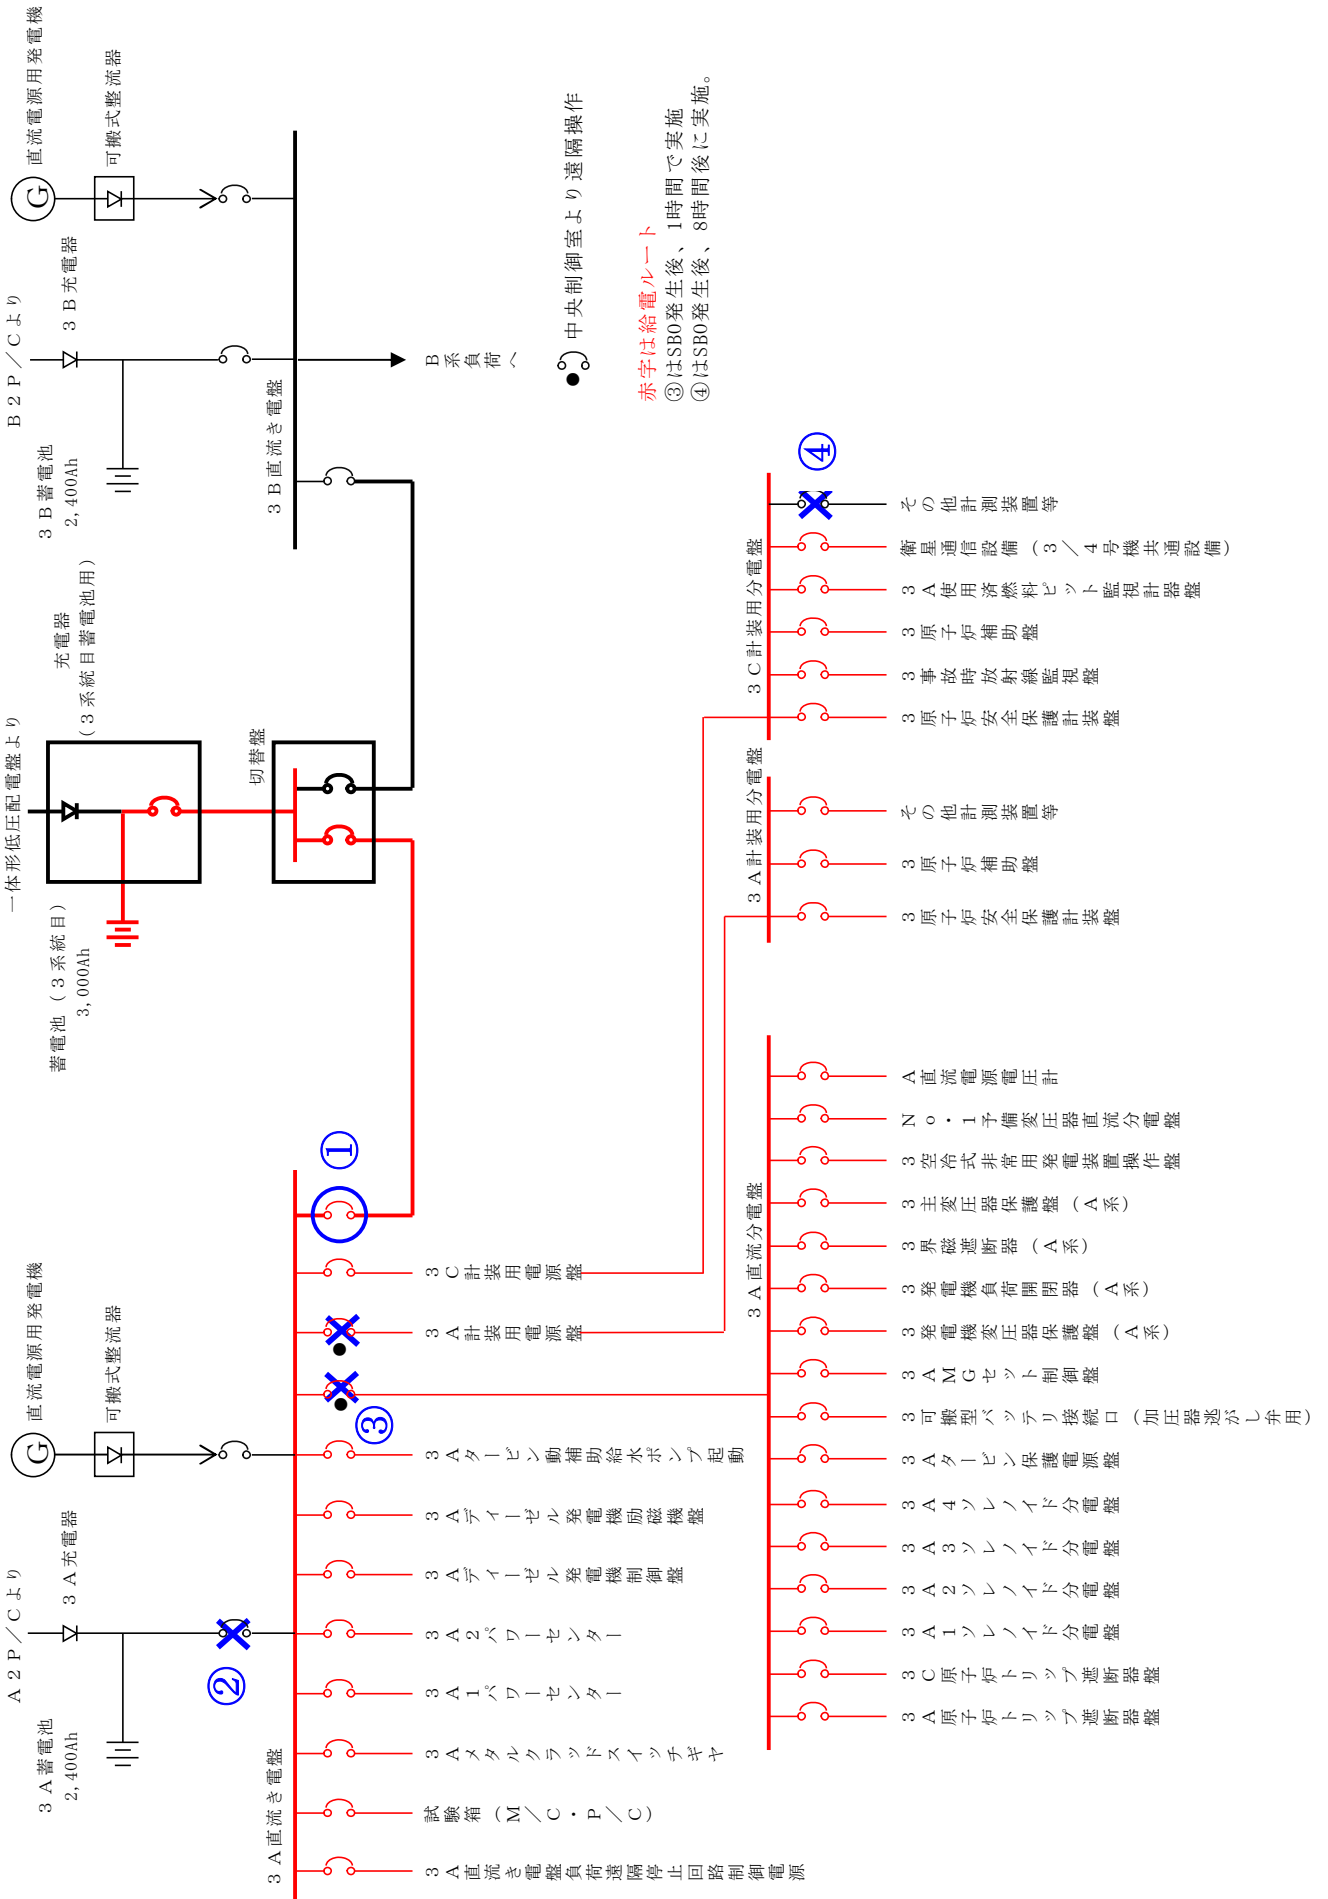 A2P/Cより
3A充電器
3A蓄電池
2,400Ah
G
直流電源用発電機
可搬式整流器
②
3A直流き電盤
3A直流き電盤負荷遠隔停止回路制御電源
試験箱(M/C・P/C)
3Aメタルクラッドスイッチギヤ
3A1パワーセンター
3A2パワーセンター
3Aディーゼル発電機制御盤
3Aディーゼル発電機励磁機盤
3Aタービン動補助給水ポンプ起動
③
3A計装用電源盤
3C計装用電源盤
①
一体形低圧配電盤より
充電器
(3系統目蓄電池用)
蓄電池(3系統目)
3,000Ah
切替盤
B2P/Cより
3B充電器
3B蓄電池
2,400Ah
G
直流電源用発電機
可搬式整流器
3B直流き電盤
B系負荷へ
中央制御室より遠隔操作
赤字は給電ルート
③はSBO発生後、1時間で実施
④はSBO発生後、8時間後に実施。
3A直流分電盤
3A原子炉トリップ遮断器盤
3C原子炉トリップ遮断器盤
3A1ソレノイド分電盤
3A2ソレノイド分電盤
3A3ソレノイド分電盤
3A4ソレノイド分電盤
3Aタービン保護電源盤
3可搬型バッテリ接続口(加圧器逃がし弁用)
3AMGセット制御盤
3発電機変圧器保護盤(A系)
3発電機負荷開閉器(A系)
3界磁遮断器(A系)
3主変圧器保護盤(A系)
3空冷式非常用発電装置操作盤
No・1予備変圧器直流分電盤
A直流電源電圧計
3A計装用分電盤
3原子炉安全保護計装盤
3原子炉補助盤
その他計測装置等
3C計装用分電盤
3原子炉安全保護計装盤
3事故時放射線監視盤
3原子炉補助盤
3A使用済燃料ピット監視計器盤
衛星通信設備(3/4号機共通設備)
その他計測装置等
④